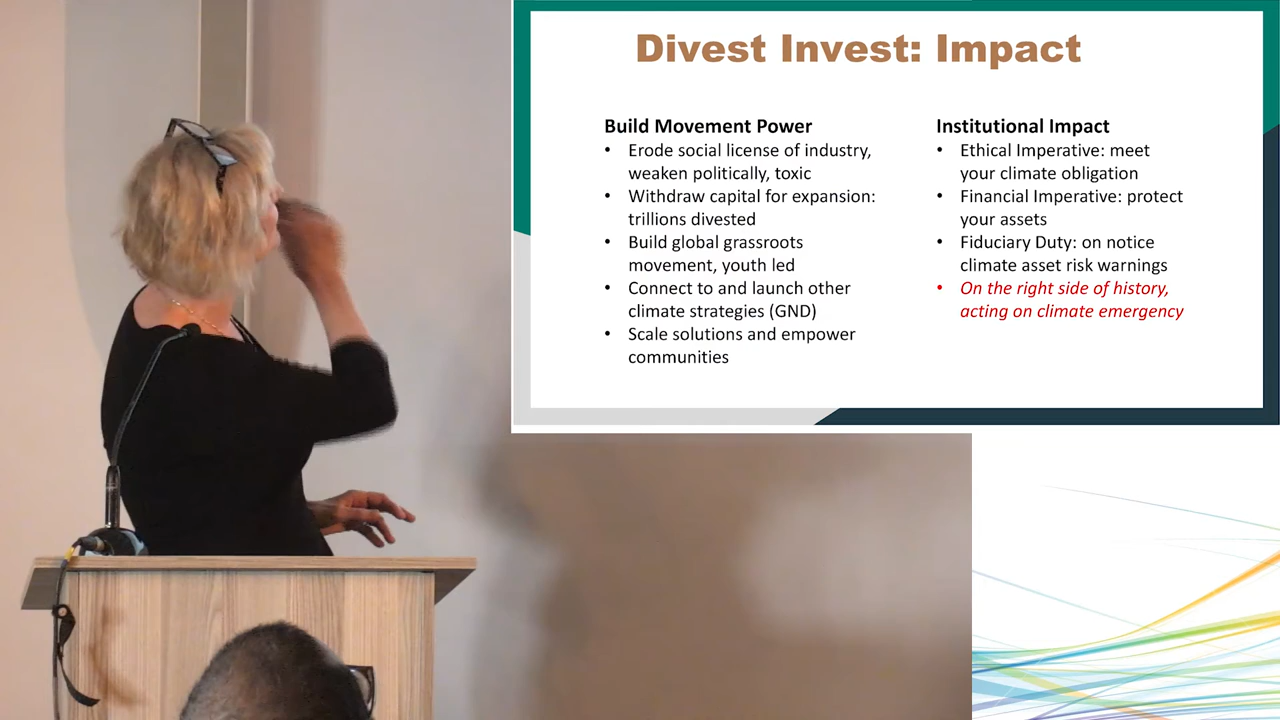 Divest Invest: Impact
Build Movement Power
• Erode social license of industry,
weaken politically, toxic
• Withdraw capital for expansion:
trillions divested
• Build global grassroots
movement, youth led
• Connect to and launch other
climate strategies (GND)
• Scale solutions and empower
communities
Institutional Impact
• Ethical Imperative: meet
your climate obligation
• Financial Imperative: protect
your assets
• Fiduciary Duty: on notice
climate asset risk warnings
• On the right side of history,
acting on climate emergency